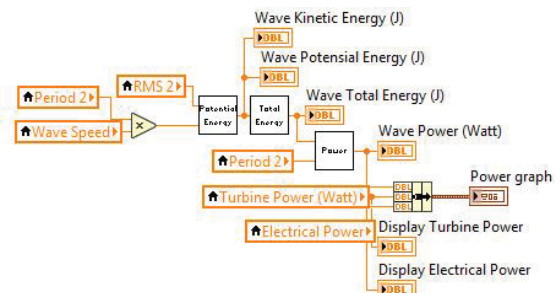 Wave Kinetic Energy (J)
DBL
Wave Potensial Energy (J)
DBL
RMS 2
Period 2
Potential
Energy
Total
Energy
Wave Total Energy (J)
DBL
Wave Speed
×
Wave Power (Watt)
Power
DBL
Period 2
Power graph
Turbine Power (Watt)
DBL
DBL
DBL
Electrical Power
Display Turbine Power
DBL
Display Electrical Power
DBL